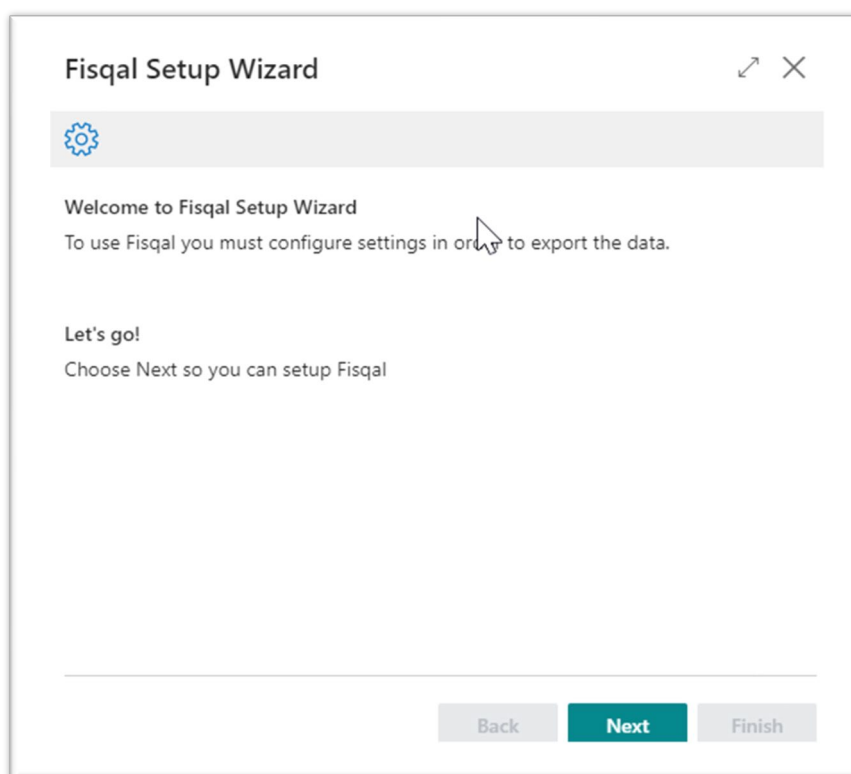 Fisqal Setup Wizard
Welcome to Fisqal Setup Wizard
To use Fisqal you must configure settings in order to export the data.
Let's go!
Choose Next so you can setup Fisqal
Back Next Finish